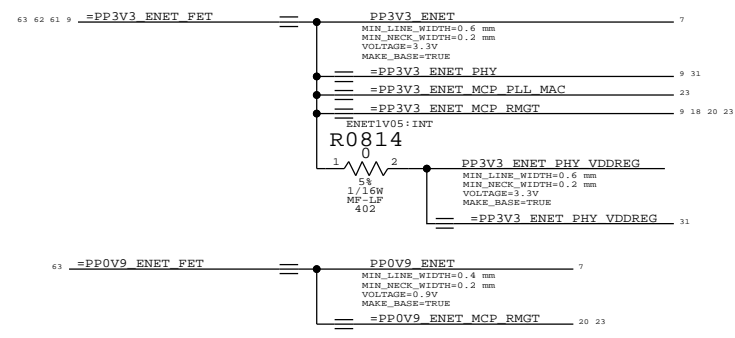 63 62 61 9 =PP3V3_ENET_FET PP3V3_ENET 7
MIN_LINE_WIDTH=0.6 mm
MIN_NECK_WIDTH=0.2 mm
VOLTAGE=3.3V
MAKE_BASE=TRUE
=PP3V3_ENET_PHY 9 31
=PP3V3_ENET_MCP_PLL_MAC 23
=PP3V3_ENET_MCP_RMGT 9 18 20 23
ENET1V05:INT
R0814
0
1 2 PP3V3_ENET_PHY_VDDREG
5%
1/16W
MF-LF
402
MIN_LINE_WIDTH=0.6 mm
MIN_NECK_WIDTH=0.2 mm
VOLTAGE=3.3V
MAKE_BASE=TRUE
=PP3V3_ENET_PHY_VDDREG 31
63 =PP0V9_ENET_FET PP0V9_ENET 7
MIN_LINE_WIDTH=0.4 mm
MIN_NECK_WIDTH=0.2 mm
VOLTAGE=0.9V
MAKE_BASE=TRUE
=PP0V9_ENET_MCP_RMGT 20 23